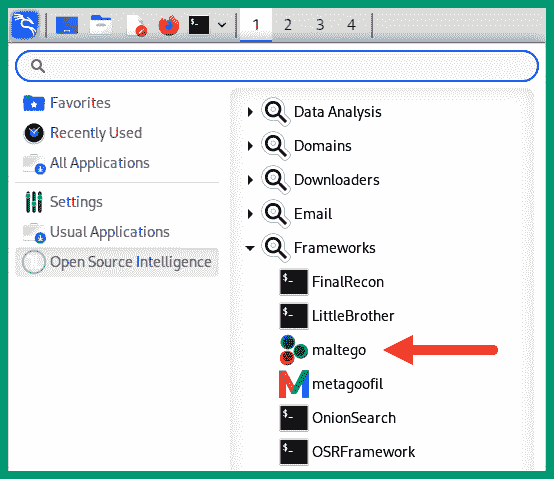 1 2 3 4
Favorites
Recently Used
All Applications
Settings
Usual Applications
Open Source Intelligence
Data Analysis
Domains
Downloaders
Email
Frameworks
$_ FinalRecon
$_ LittleBrother
maltego
metagoofil
$_ OnionSearch
$_ OSRFramework